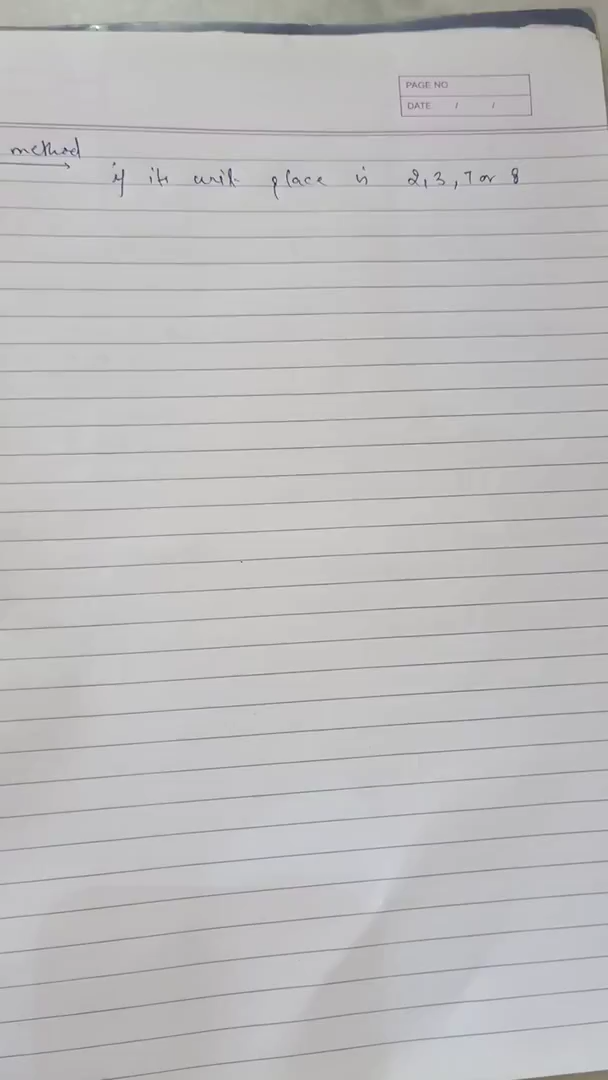 PAGE NO
DATE / /
method
if its unit place is 2, 3, 7 or 8